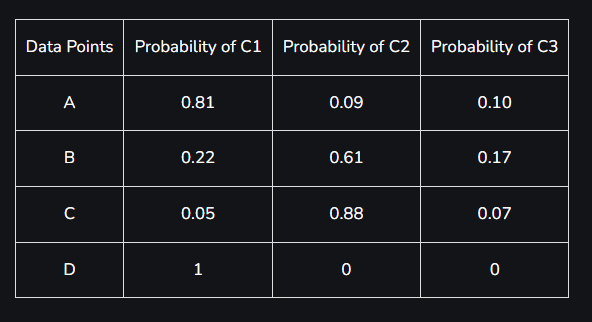 Data Points Probability of C1 Probability of C2 Probability of C3
A 0.81 0.09 0.10
B 0.22 0.61 0.17
C 0.05 0.88 0.07
D 1 0 0